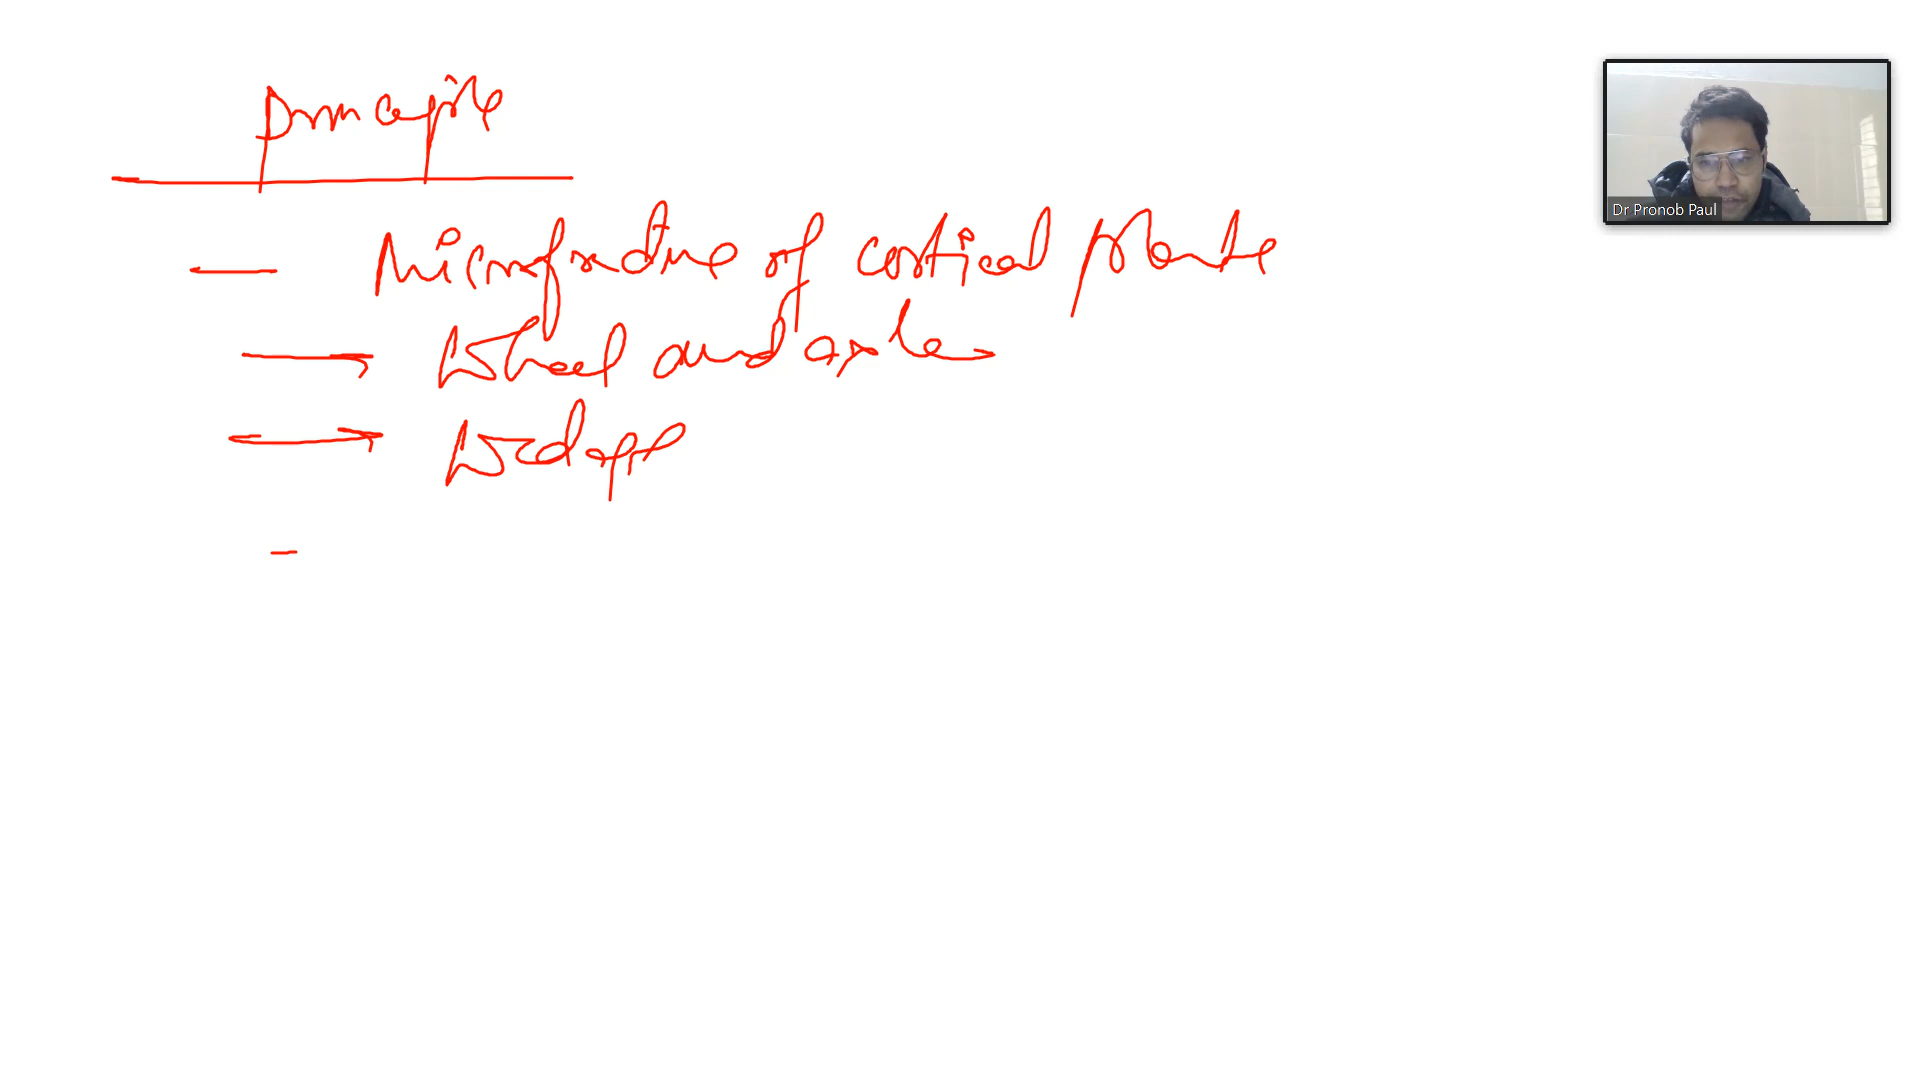 principle
Microfracture of cortical plate
Wheel and axle
Wedge
Dr Pronob Paul